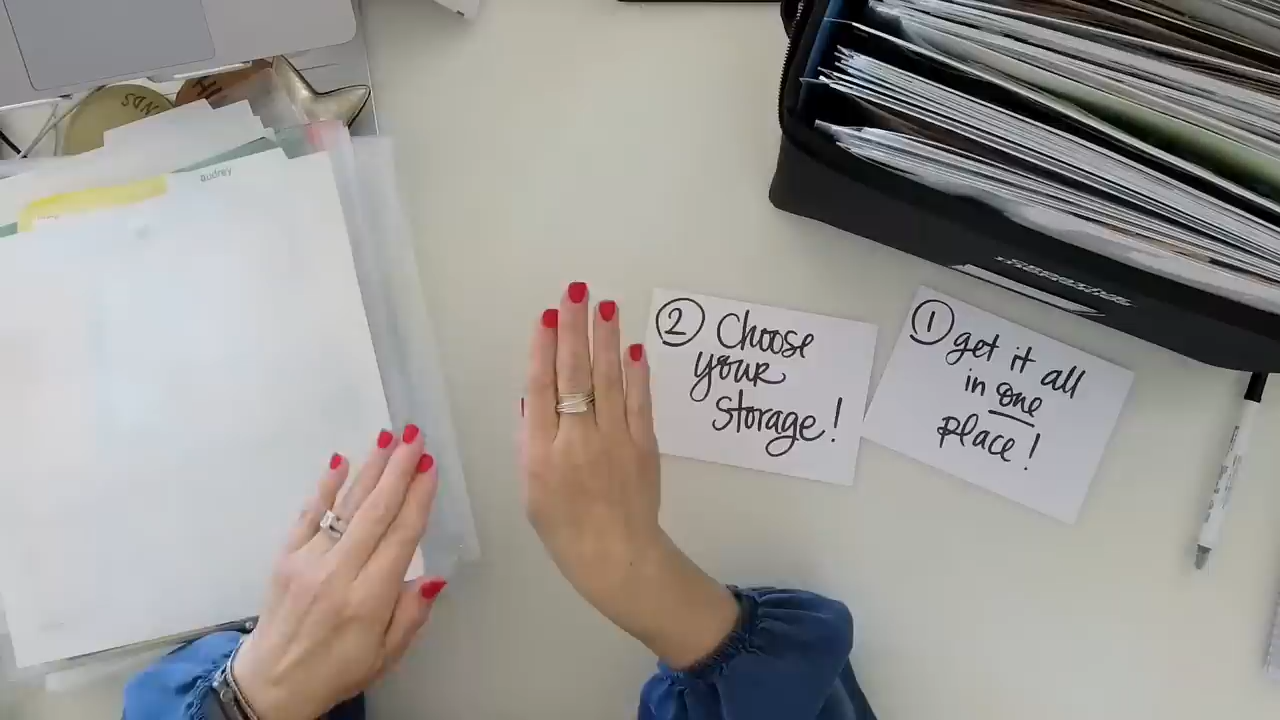 Audrey
② Choose
your
storage!
① get it all
in one
place!